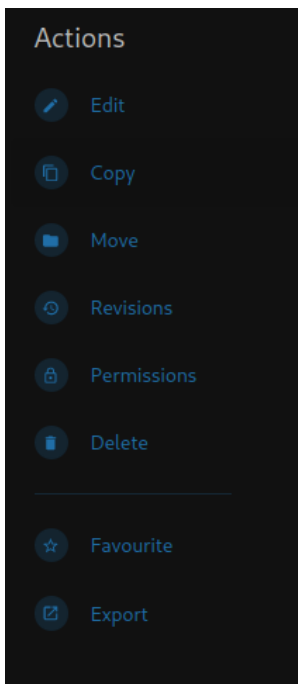 Actions
Edit
Copy
Move
Revisions
Permissions
Delete
Favourite
Export